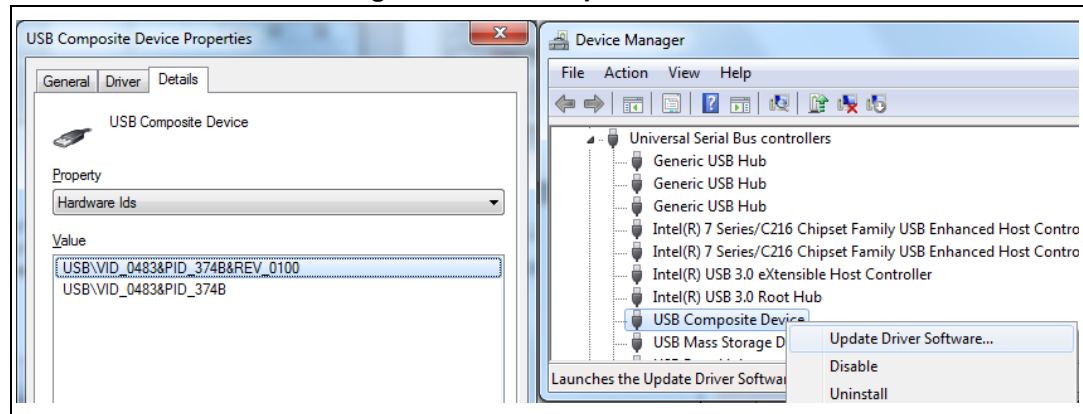 USB Composite Device Properties
General
Driver
Details
USB Composite Device
Property
Hardware Ids
Value
USB\VID_0483&PID_374B&REV_0100
USB\VID_0483&PID_374B
Device Manager
File Action View Help
Universal Serial Bus controllers
Generic USB Hub
Generic USB Hub
Generic USB Hub
Intel(R) 7 Series/C216 Chipset Family USB Enhanced Host Contro
Intel(R) 7 Series/C216 Chipset Family USB Enhanced Host Contro
Intel(R) USB 3.0 eXtensible Host Controller
Intel(R) USB 3.0 Root Hub
USB Composite Device
USB Mass Storage D
Update Driver Software...
Disable
Uninstall
Launches the Update Driver Softwa